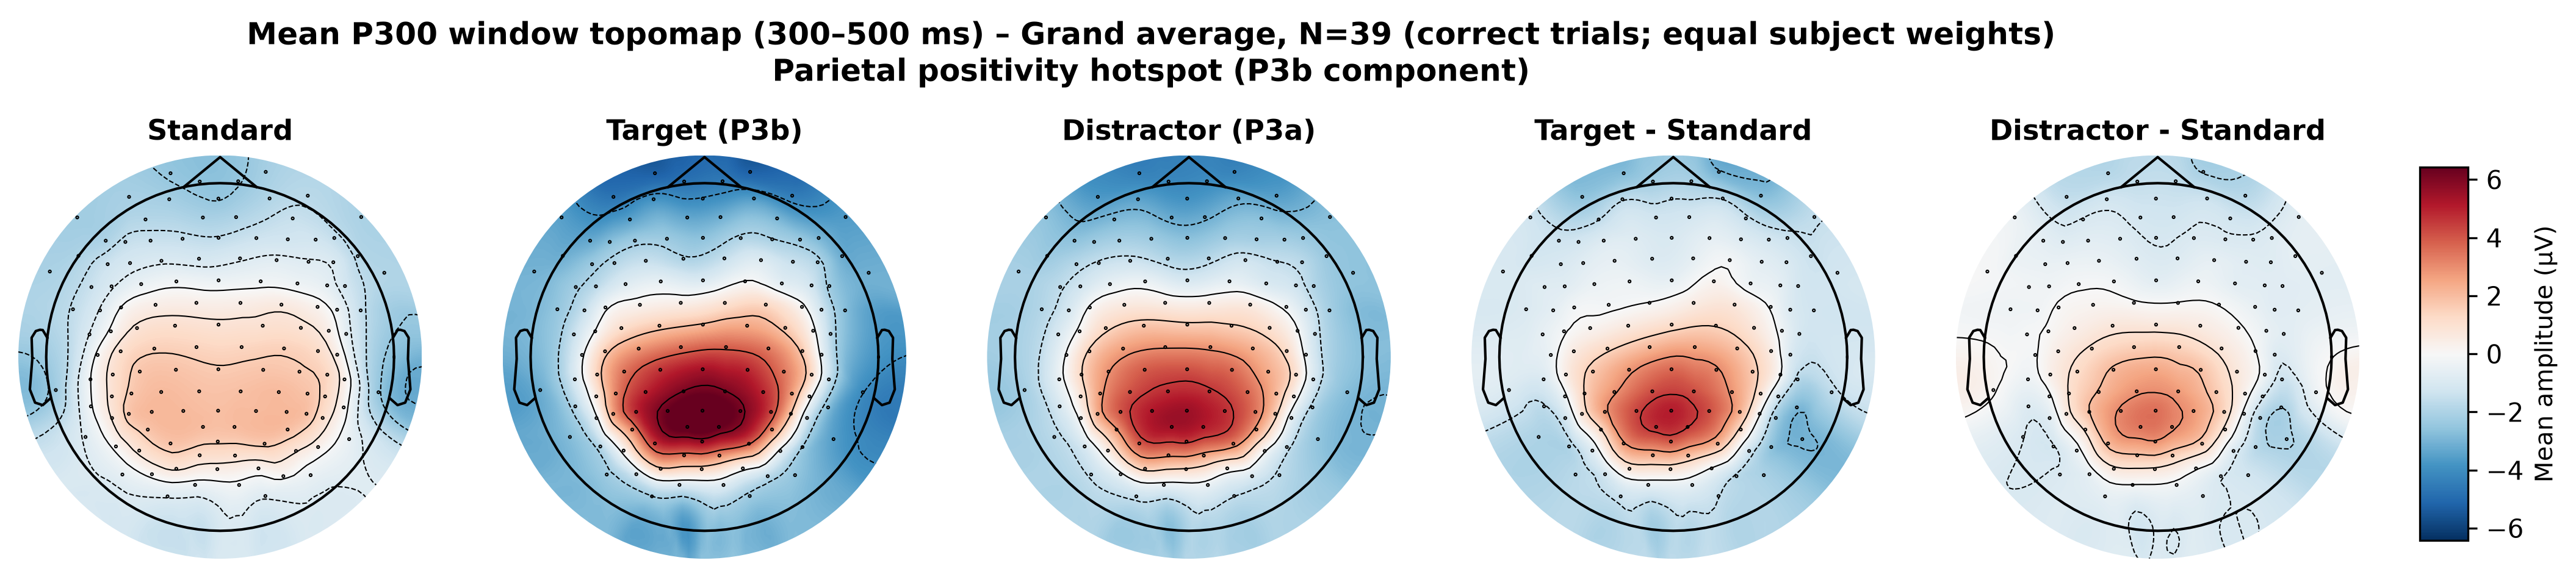 Mean P300 window topomap (300–500 ms) – Grand average, N=39 (correct trials; equal subject weights)
Parietal positivity hotspot (P3b component)
Standard
Target (P3b)
Distractor (P3a)
Target - Standard
Distractor - Standard
6
4
2
0
−2
−4
−6
Mean amplitude (µV)